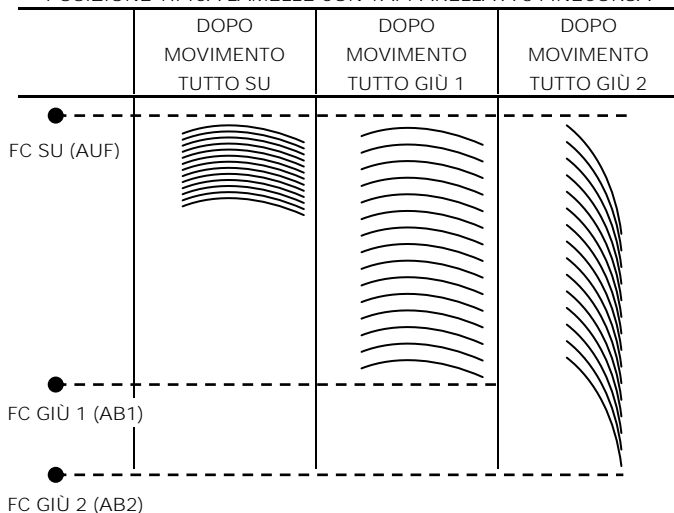 DOPO MOVIMENTO TUTTO SU
DOPO MOVIMENTO TUTTO GIÙ 1
DOPO MOVIMENTO TUTTO GIÙ 2
FC SU (AUF)
FC GIÙ 1 (AB1)
FC GIÙ 2 (AB2)